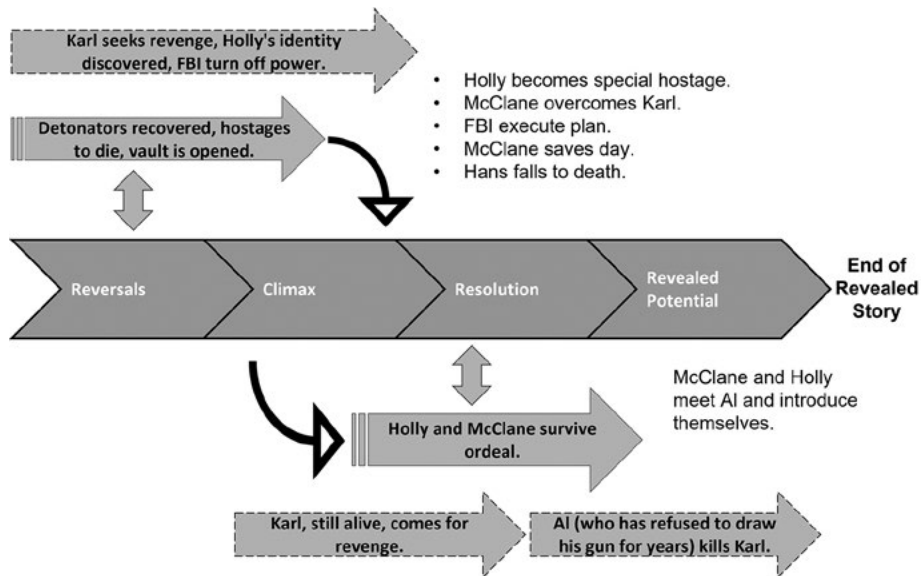 Karl seeks revenge, Holly's identity
discovered, FBI turn off power.
Detonators recovered, hostages
to die, vault is opened.
• Holly becomes special hostage.
• McClane overcomes Karl.
• FBI execute plan.
• McClane saves day.
• Hans falls to death.
Reversals
Climax
Resolution
Revealed
Potential
End of
Revealed
Story
Holly and McClane survive
ordeal.
McClane and Holly
meet Al and introduce
themselves.
Karl, still alive, comes for
revenge.
Al (who has refused to draw
his gun for years) kills Karl.